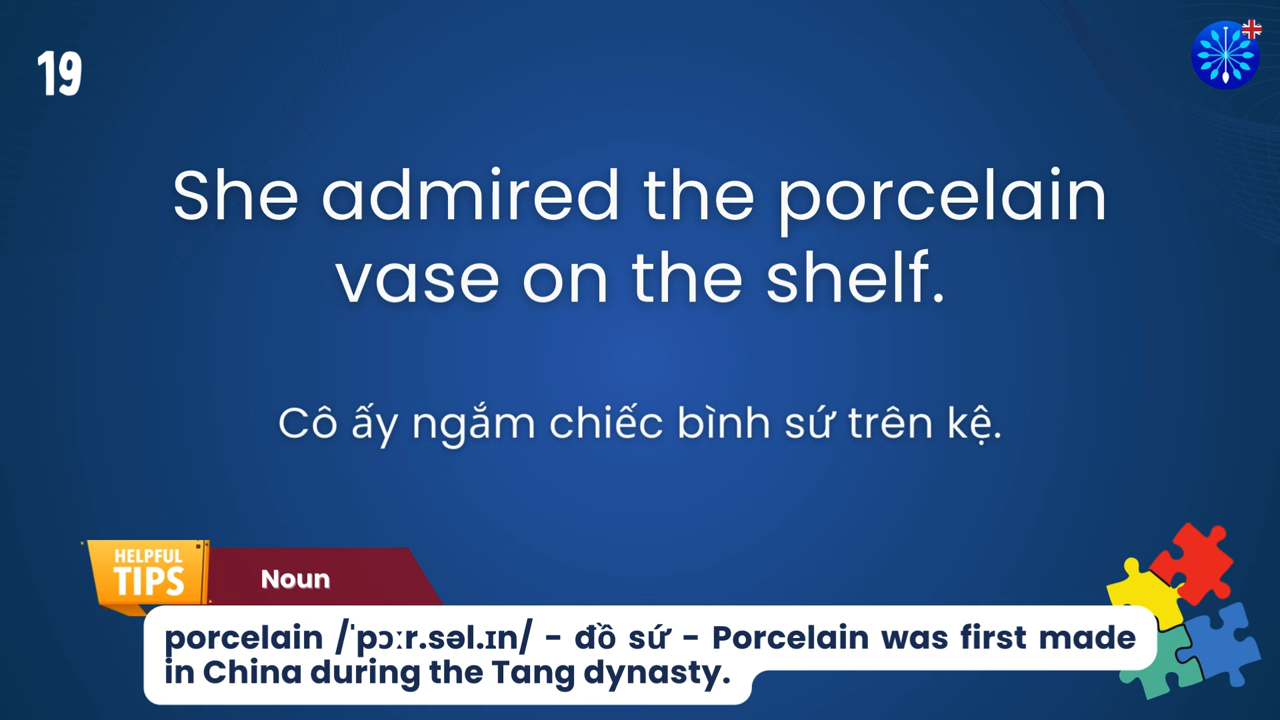 19
She admired the porcelain
vase on the shelf.
Cô ấy ngắm chiếc bình sứ trên kệ.
HELPFUL
TIPS
Noun
porcelain /ˈpɔːr.səl.ɪn/ - đồ sứ - Porcelain was first made
in China during the Tang dynasty.